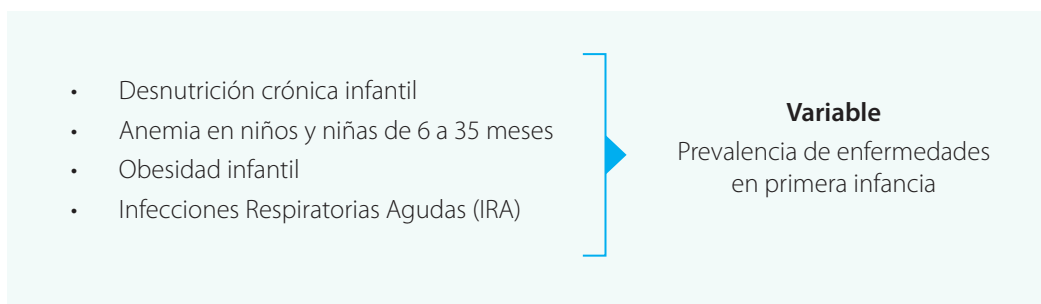 • Desnutrición crónica infantil
• Anemia en niños y niñas de 6 a 35 meses
• Obesidad infantil
• Infecciones Respiratorias Agudas (IRA)
Variable
Prevalencia de enfermedades
en primera infancia